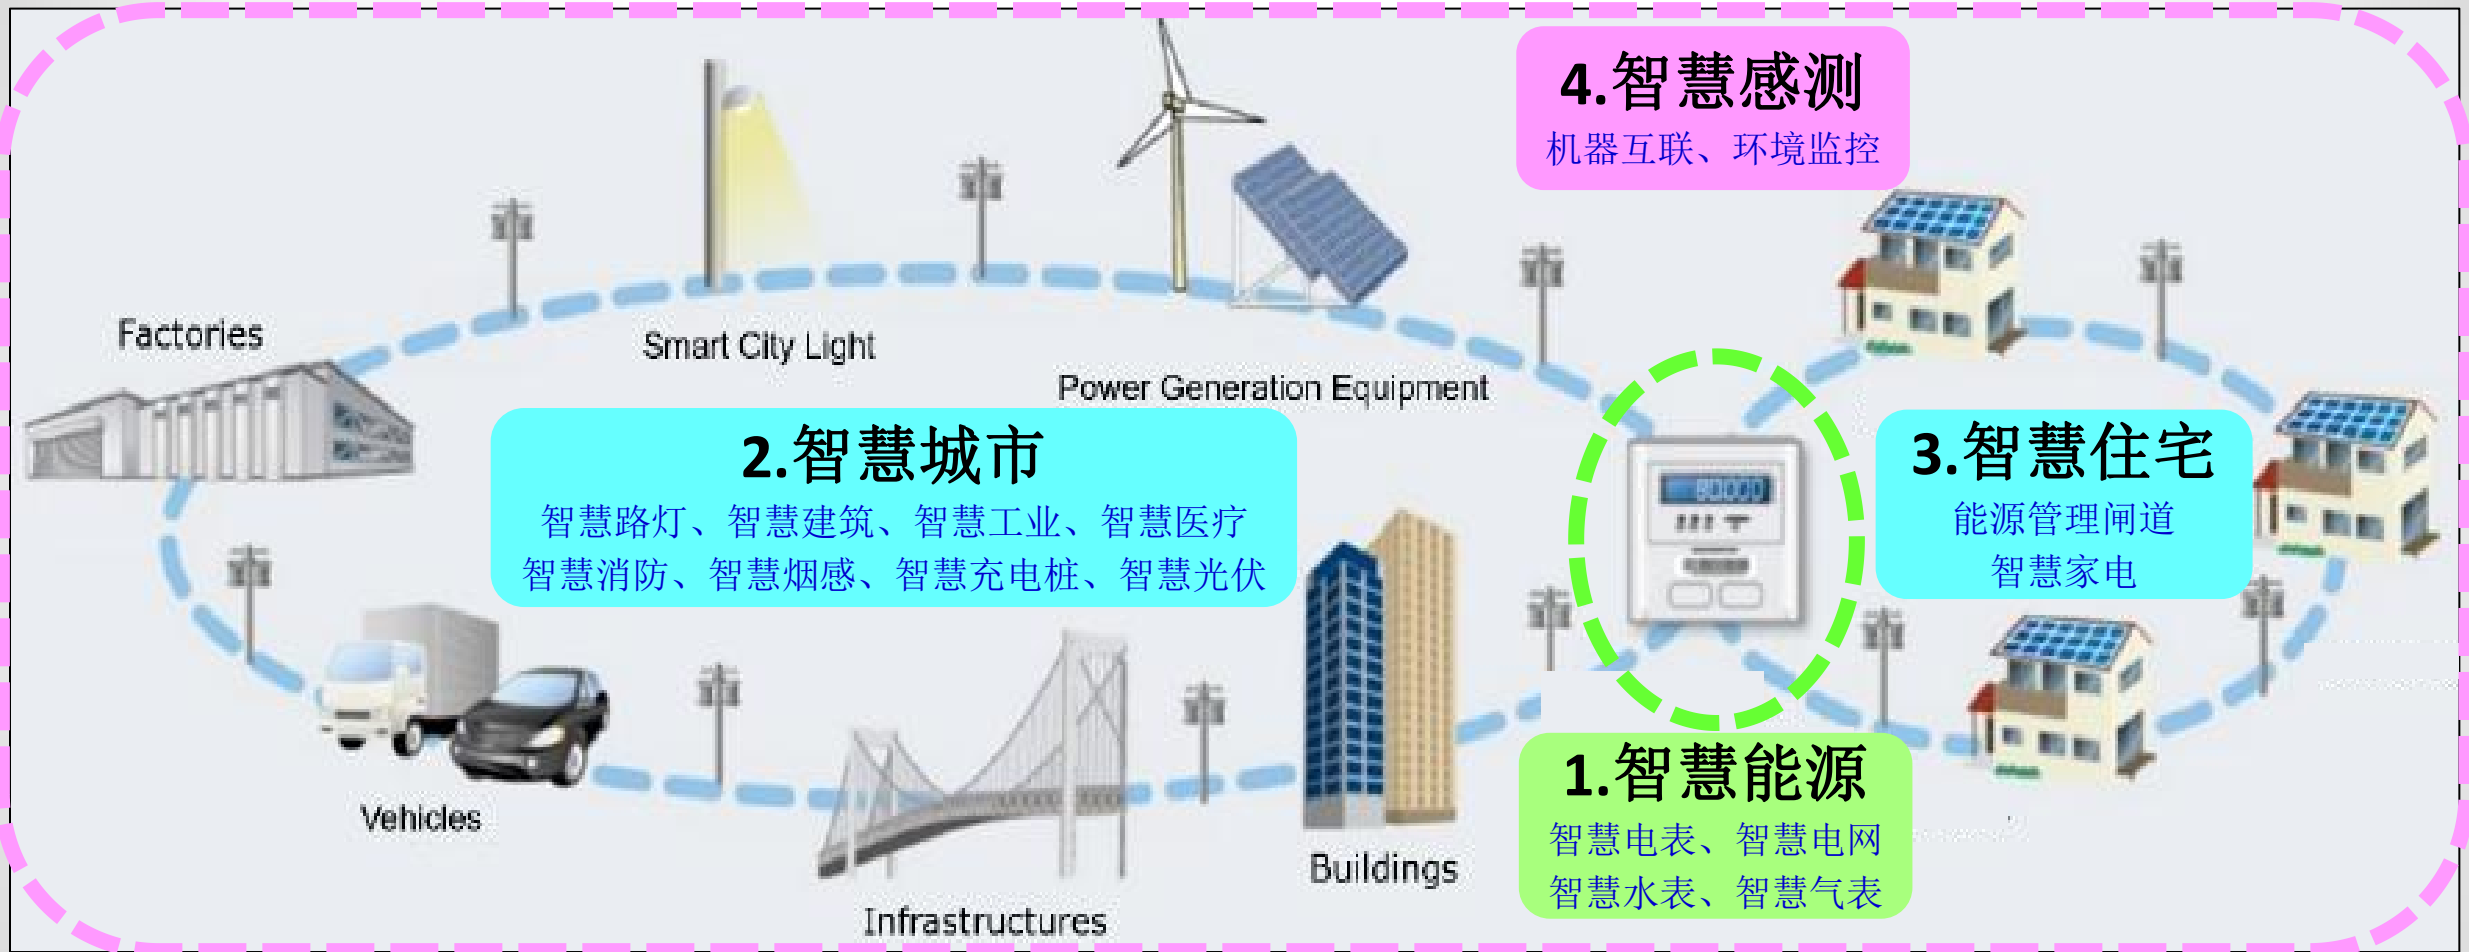 4.智慧感测
机器互联、环境监控
Factories
Smart City Light
Power Generation Equipment
2.智慧城市
智慧路灯、智慧建筑、智慧工业、智慧医疗
智慧消防、智慧烟感、智慧充电桩、智慧光伏
3.智慧住宅
能源管理闸道
智慧家电
1.智慧能源
智慧电表、智慧电网
智慧水表、智慧气表
Vehicles
Buildings
Infrastructures